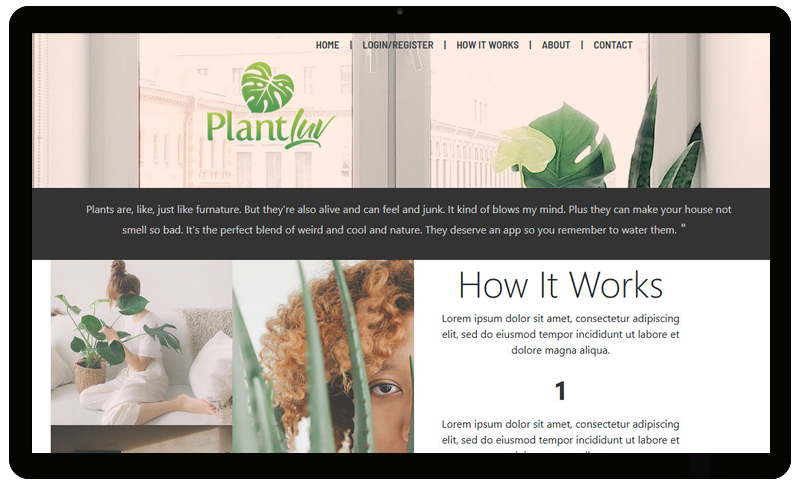 HOME | LOGIN/REGISTER | HOW IT WORKS | ABOUT | CONTACT
PlantLuv
Plants are, like, just like furnature. But they're also alive and can feel and junk. It kind of blows my mind. Plus they can make your house not
smell so bad. It's the perfect blend of weird and cool and nature. They deserve an app so you remember to water them. "
How It Works
Lorem ipsum dolor sit amet, consectetur adipiscing
elit, sed do eiusmod tempor incididunt ut labore et
dolore magna aliqua.
1
Lorem ipsum dolor sit amet, consectetur adipiscing
elit, sed do eiusmod tempor incididunt ut labore et